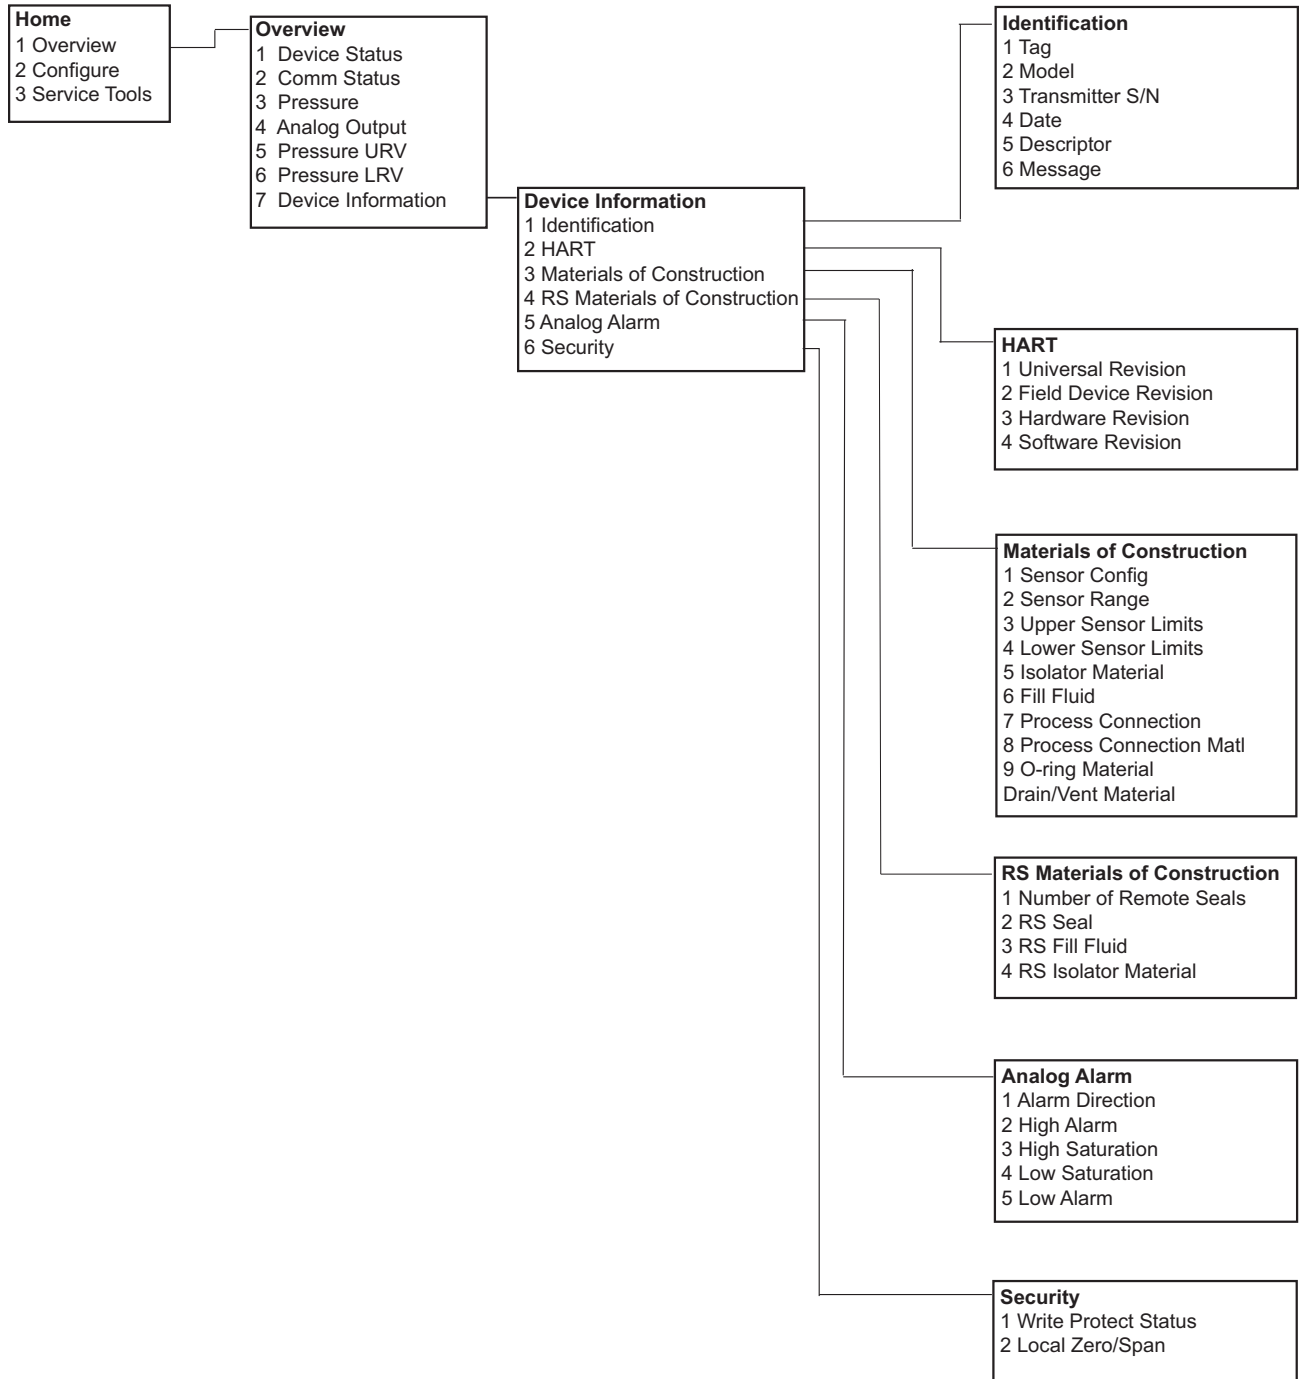 Home
1 Overview
2 Configure
3 Service Tools
Overview
1 Device Status
2 Comm Status
3 Pressure
4 Analog Output
5 Pressure URV
6 Pressure LRV
7 Device Information
Device Information
1 Identification
2 HART
3 Materials of Construction
4 RS Materials of Construction
5 Analog Alarm
6 Security
Identification
1 Tag
2 Model
3 Transmitter S/N
4 Date
5 Descriptor
6 Message
HART
1 Universal Revision
2 Field Device Revision
3 Hardware Revision
4 Software Revision
Materials of Construction
1 Sensor Config
2 Sensor Range
3 Upper Sensor Limits
4 Lower Sensor Limits
5 Isolator Material
6 Fill Fluid
7 Process Connection
8 Process Connection Matl
9 O-ring Material
Drain/Vent Material
RS Materials of Construction
1 Number of Remote Seals
2 RS Seal
3 RS Fill Fluid
4 RS Isolator Material
Analog Alarm
1 Alarm Direction
2 High Alarm
3 High Saturation
4 Low Saturation
5 Low Alarm
Security
1 Write Protect Status
2 Local Zero/Span